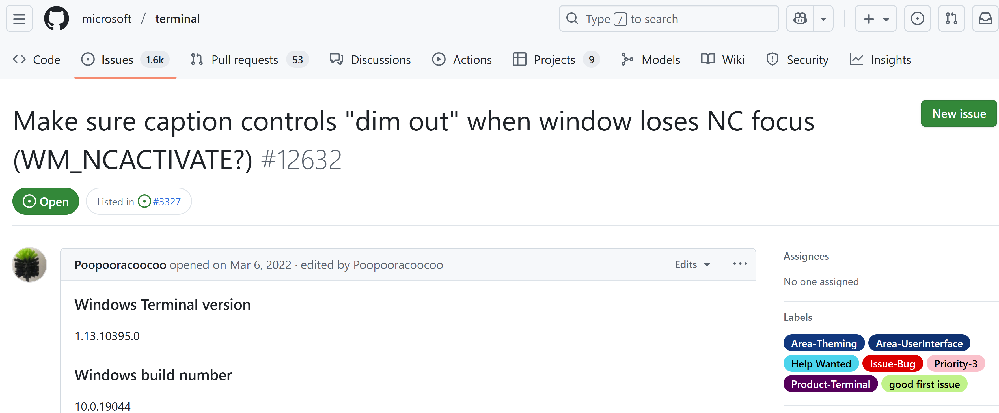 microsoft / terminal
Type / to search
Code Issues 1.6k Pull requests 53 Discussions Actions Projects 9 Models Wiki Security Insights
Make sure caption controls "dim out" when window loses NC focus
(WM_NCACTIVATE?) #12632
New issue
Open Listed in #3327
Poopooracoocoo opened on Mar 6, 2022 · edited by Poopooracoocoo Edits
Windows Terminal version
1.13.10395.0
Windows build number
10.0.19044
Assignees
No one assigned
Labels
Area-Theming Area-UserInterface
Help Wanted Issue-Bug Priority-3
Product-Terminal good first issue